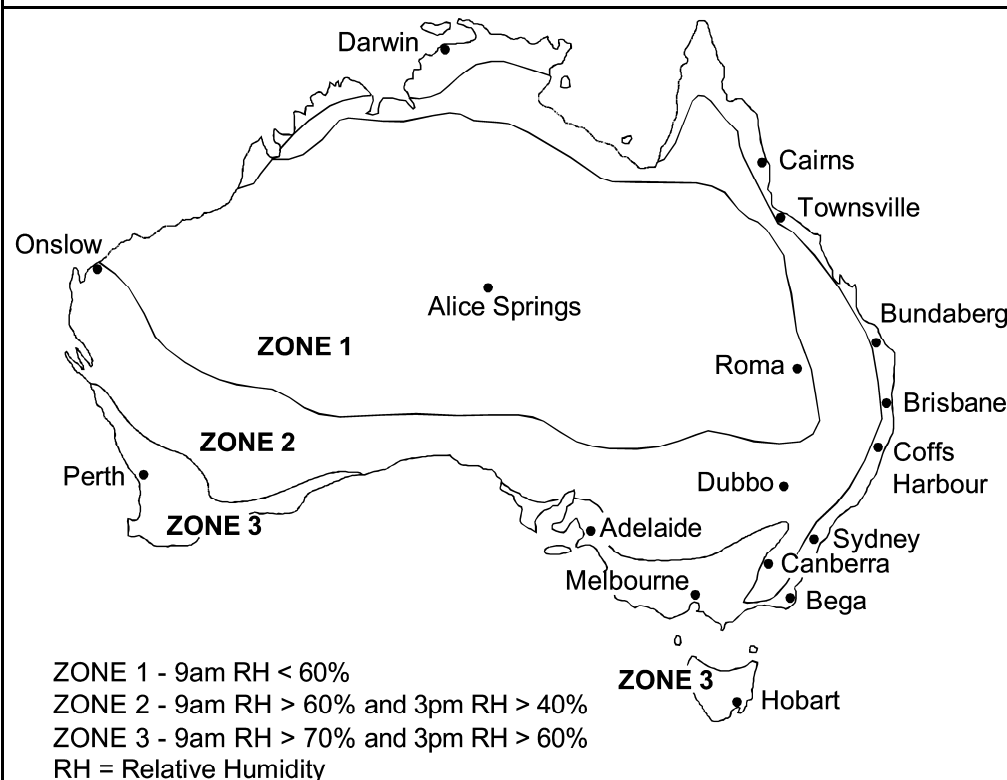 Darwin
Cairns
Townsville
Onslow
Alice Springs
Bundaberg
ZONE 1
Roma
Brisbane
ZONE 2
Coffs
Harbour
Perth
Dubbo
ZONE 3
Adelaide
Sydney
Canberra
Melbourne
Bega
ZONE 3
Hobart
ZONE 1 - 9am RH < 60%
ZONE 2 - 9am RH > 60% and 3pm RH > 40%
ZONE 3 - 9am RH > 70% and 3pm RH > 60%
RH = Relative Humidity